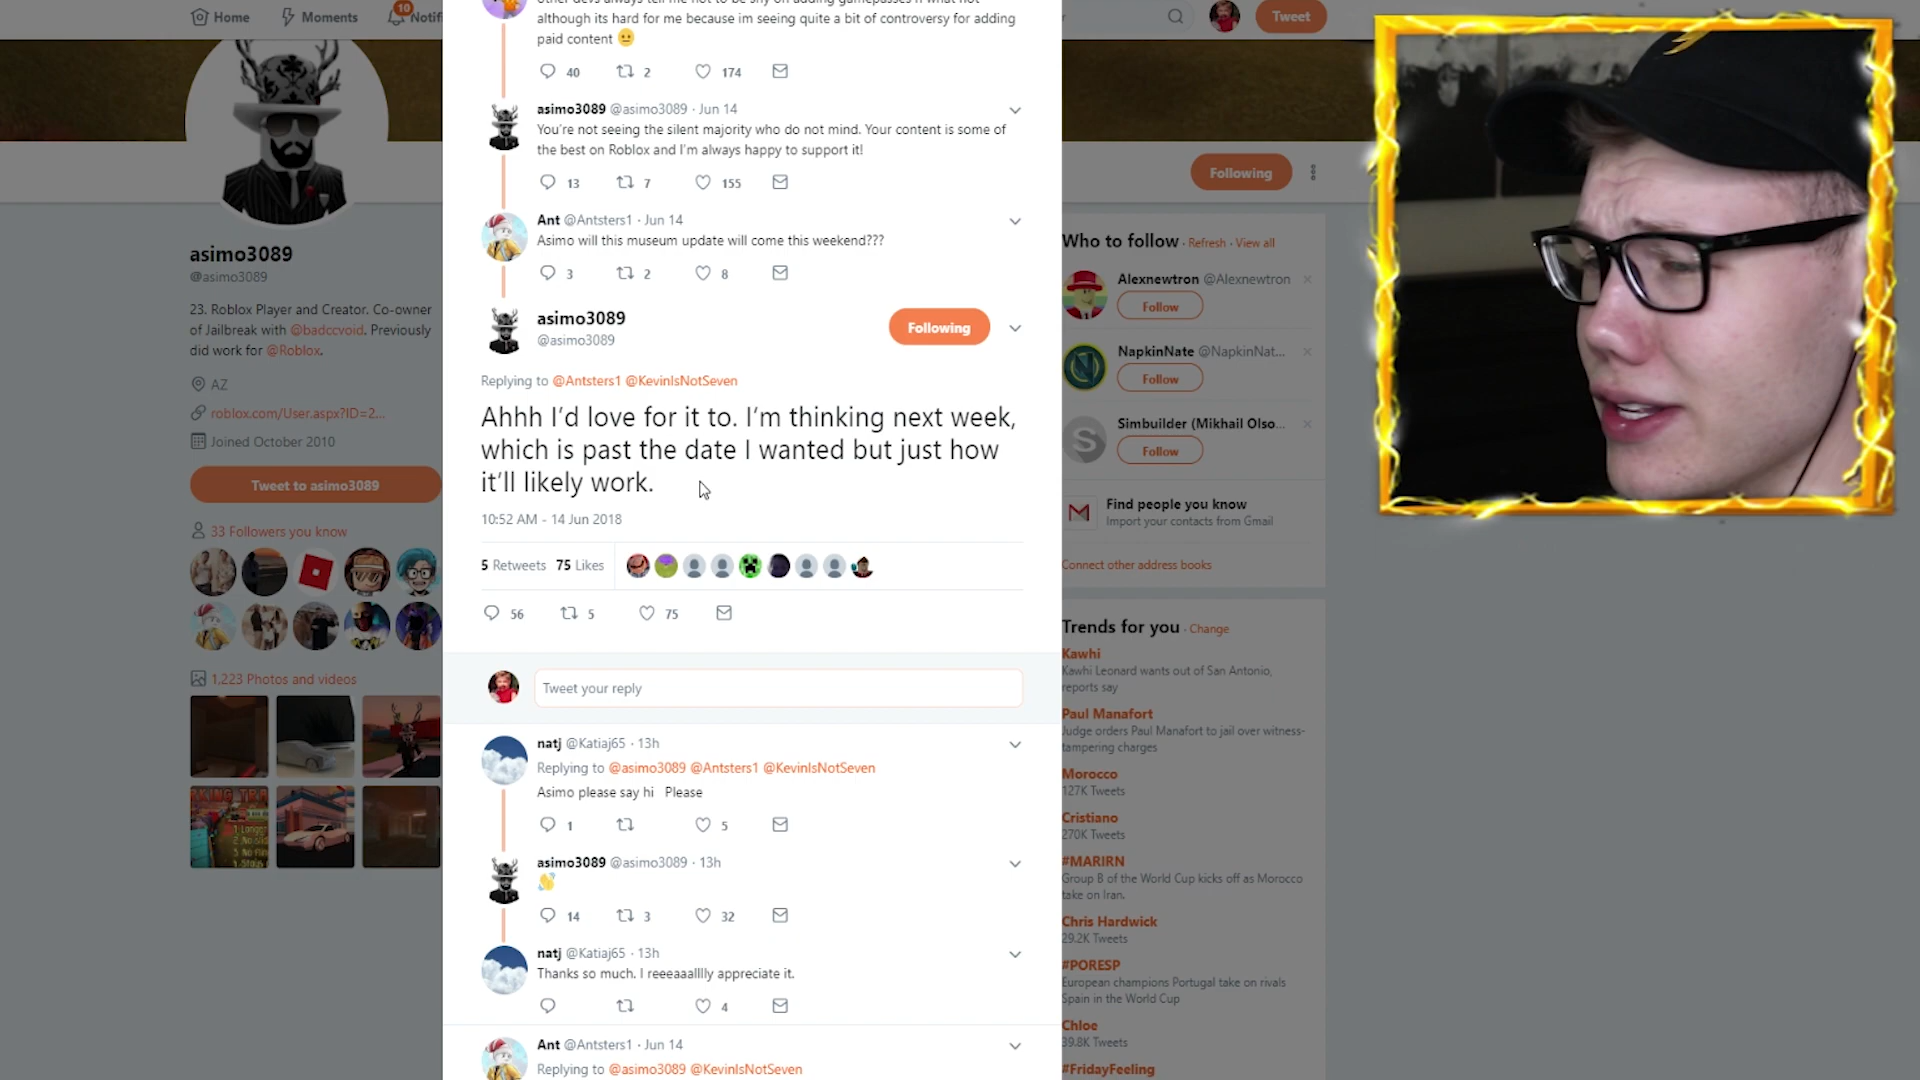 Home
Moments
10
Notifi
Tweet
other devs always tell me not to be shy on adding gamepasses n what not
although its hard for me because im seeing quite a bit of controversy for adding
paid content
40 2 174
asimo3089 @asimo3089 · Jun 14
You're not seeing the silent majority who do not mind. Your content is some of
the best on Roblox and I'm always happy to support it!
13 7 155
Ant @Antsters1 · Jun 14
Asimo will this museum update will come this weekend???
3 2 8
asimo3089
@asimo3089
Following
Replying to @Antsters1 @KevinIsNotSeven
Ahhh I'd love for it to. I'm thinking next week,
which is past the date I wanted but just how
it'll likely work.
10:52 AM - 14 Jun 2018
5 Retweets 75 Likes
56 5 75
Tweet your reply
natj @Katiaj65 · 13h
Replying to @asimo3089 @Antsters1 @KevinIsNotSeven
Asimo please say hi Please
1 5
asimo3089 @asimo3089 · 13h
14 3 32
natj @Katiaj65 · 13h
Thanks so much. I reeeaaalllly appreciate it.
4
Ant @Antsters1 · Jun 14
Replying to @asimo3089 @KevinIsNotSeven
asimo3089
@asimo3089
23. Roblox Player and Creator. Co-owner
of Jailbreak with @badccvoid. Previously
did work for @Roblox.
AZ
roblox.com/User.aspx?ID=2...
Joined October 2010
Tweet to asimo3089
33 Followers you know
1,223 Photos and videos
Following
Who to follow · Refresh · View all
Alexnewtron @Alexnewtron
Follow
NapkinNate @NapkinNat...
Follow
Simbuilder (Mikhail Olso...
Follow
Find people you know
Import your contacts from Gmail
Connect other address books
Trends for you · Change
Kawhi
Kawhi Leonard wants out of San Antonio,
reports say
Paul Manafort
Judge orders Paul Manafort to jail over witness-
tampering charges
Morocco
127K Tweets
Cristiano
270K Tweets
#MARIRN
Group B of the World Cup kicks off as Morocco
take on Iran.
Chris Hardwick
29.2K Tweets
#PORESP
European champions Portugal take on rivals
Spain in the World Cup
Chloe
39.8K Tweets
#FridayFeeling